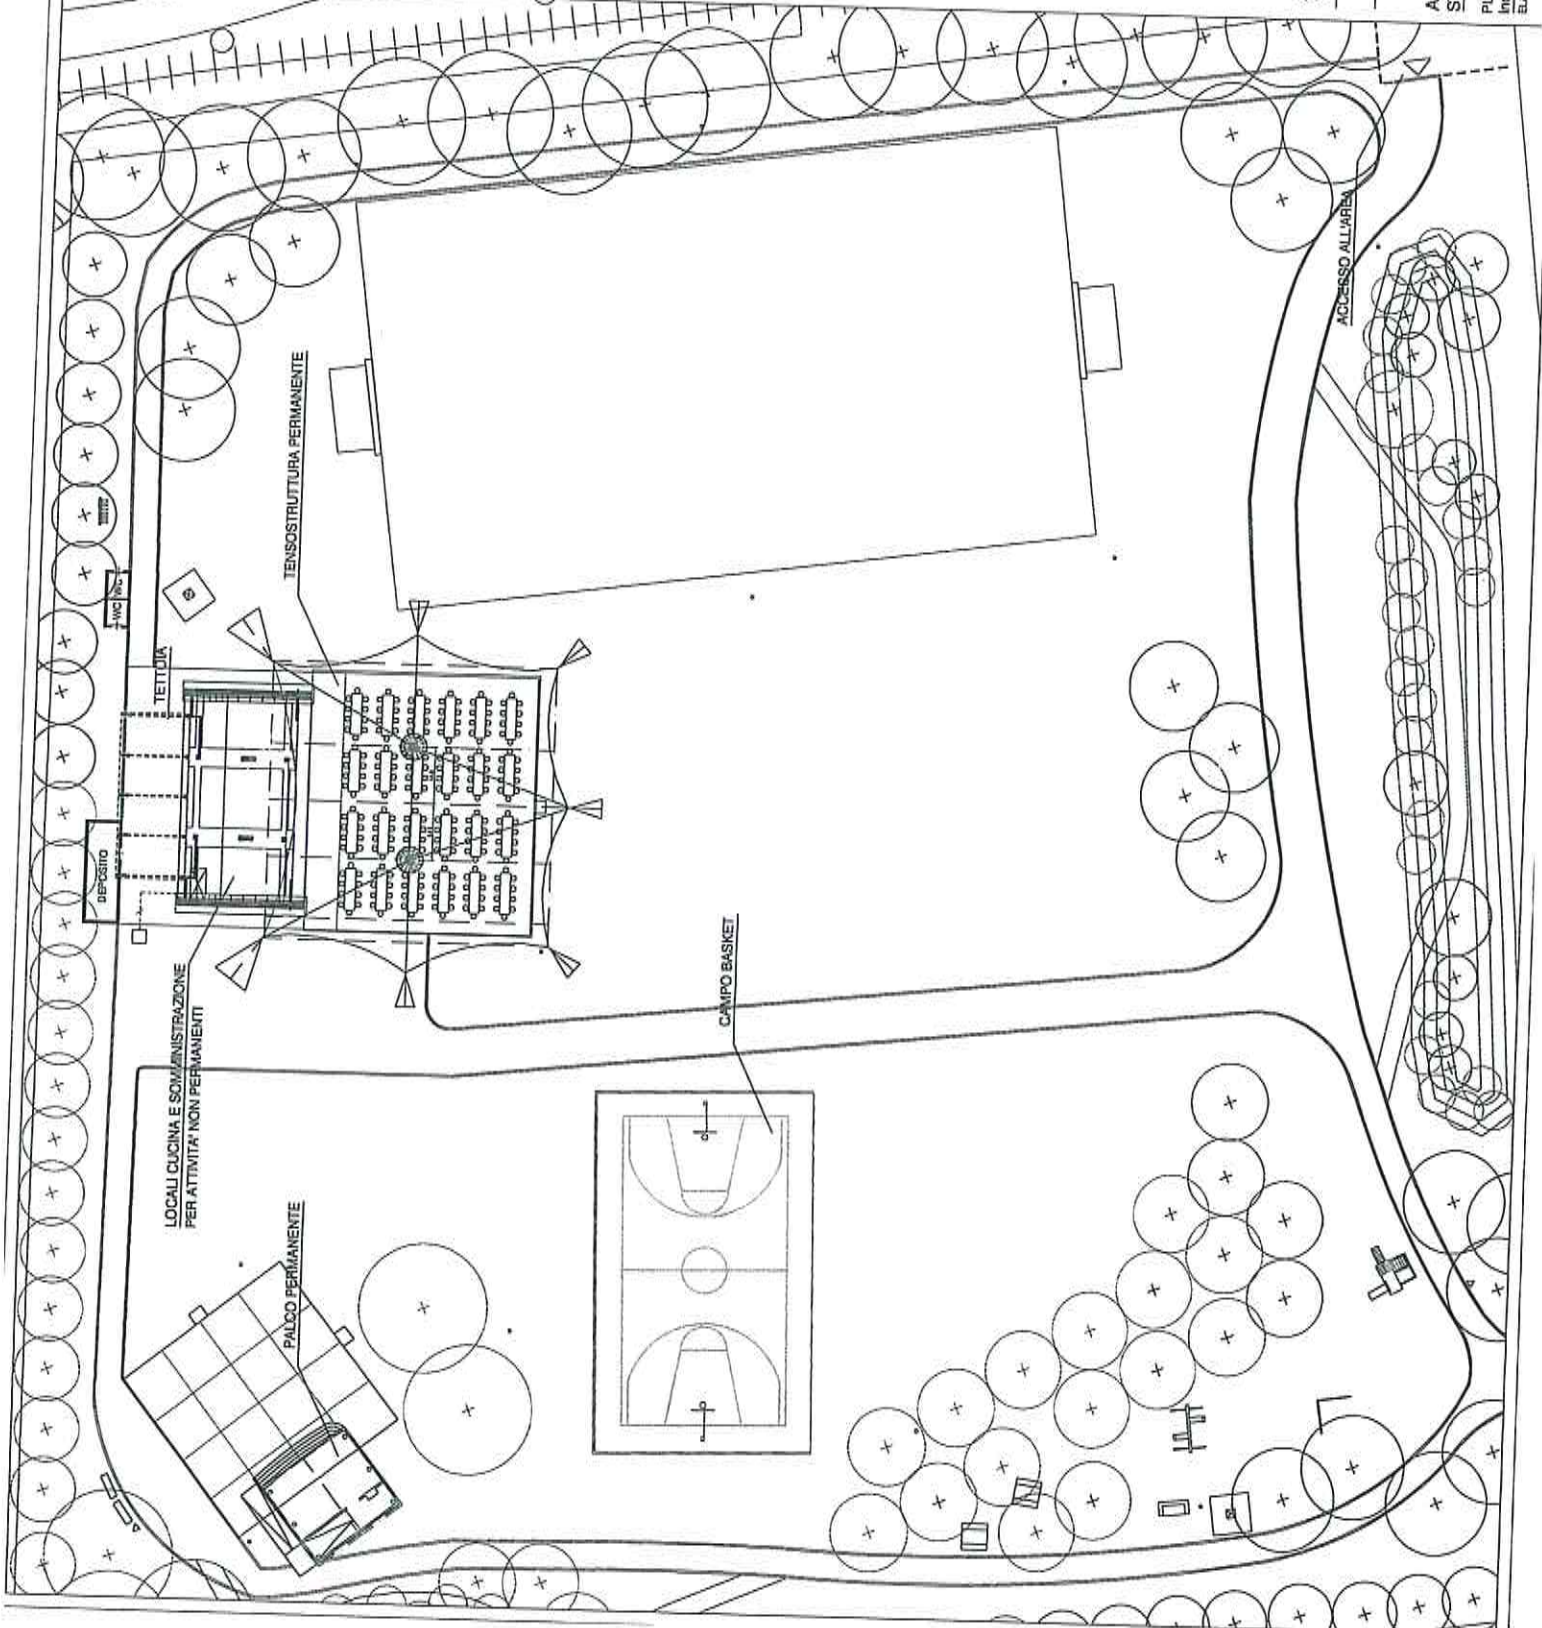 ACCESSO ALL'AREA
TENSOSTRUTTURA PERMANENTE
WC
WC
TETTOIA
DEPOSITO
CAMPO BASKET
LOCALI CUCINA E SOMMINISTRAZIONE
PER ATTIVITA' NON PERMANENTI
PALCO PERMANENTE